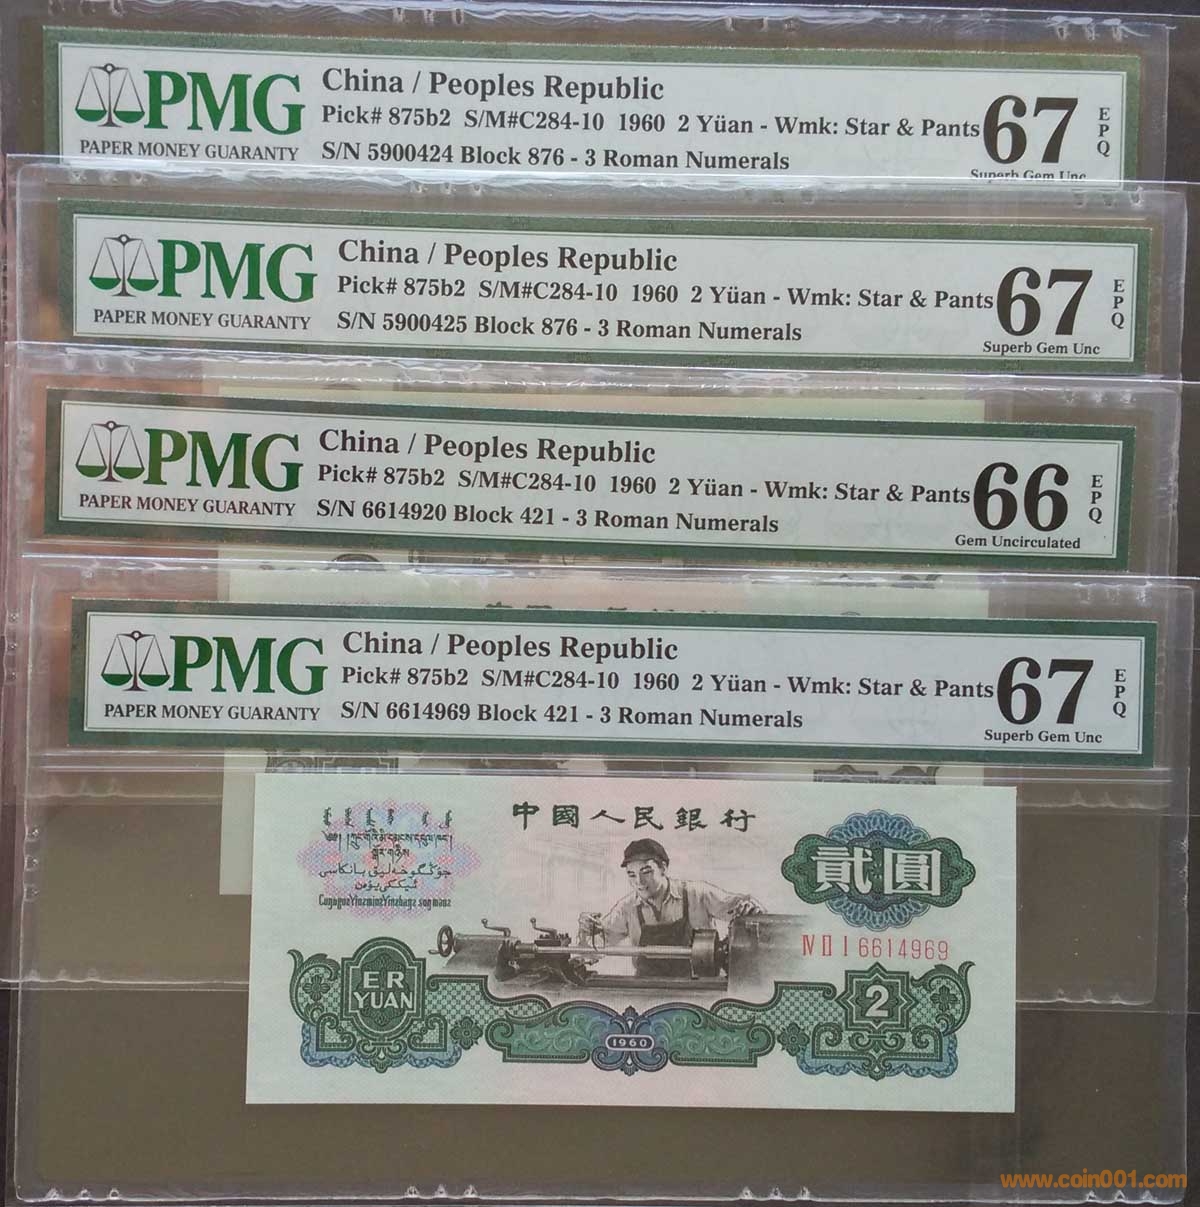 PMG
PAPER MONEY GUARANTY
China / Peoples Republic
Pick# 875b2 S/M#C284-10 1960 2 Yüan - Wmk: Star & Pants
S/N 5900424 Block 876 - 3 Roman Numerals
67
EPQ
Superb Gem Unc
PMG
PAPER MONEY GUARANTY
China / Peoples Republic
Pick# 875b2 S/M#C284-10 1960 2 Yüan - Wmk: Star & Pants
S/N 5900425 Block 876 - 3 Roman Numerals
67
EPQ
Superb Gem Unc
PMG
PAPER MONEY GUARANTY
China / Peoples Republic
Pick# 875b2 S/M#C284-10 1960 2 Yüan - Wmk: Star & Pants
S/N 6614920 Block 421 - 3 Roman Numerals
66
EPQ
Gem Uncirculated
PMG
PAPER MONEY GUARANTY
China / Peoples Republic
Pick# 875b2 S/M#C284-10 1960 2 Yüan - Wmk: Star & Pants
S/N 6614969 Block 421 - 3 Roman Numerals
67
EPQ
Superb Gem Unc
中國人民銀行
貳圓
ⅣⅡⅠ6614969
ER
YUAN
2
1960
www.coin001.com